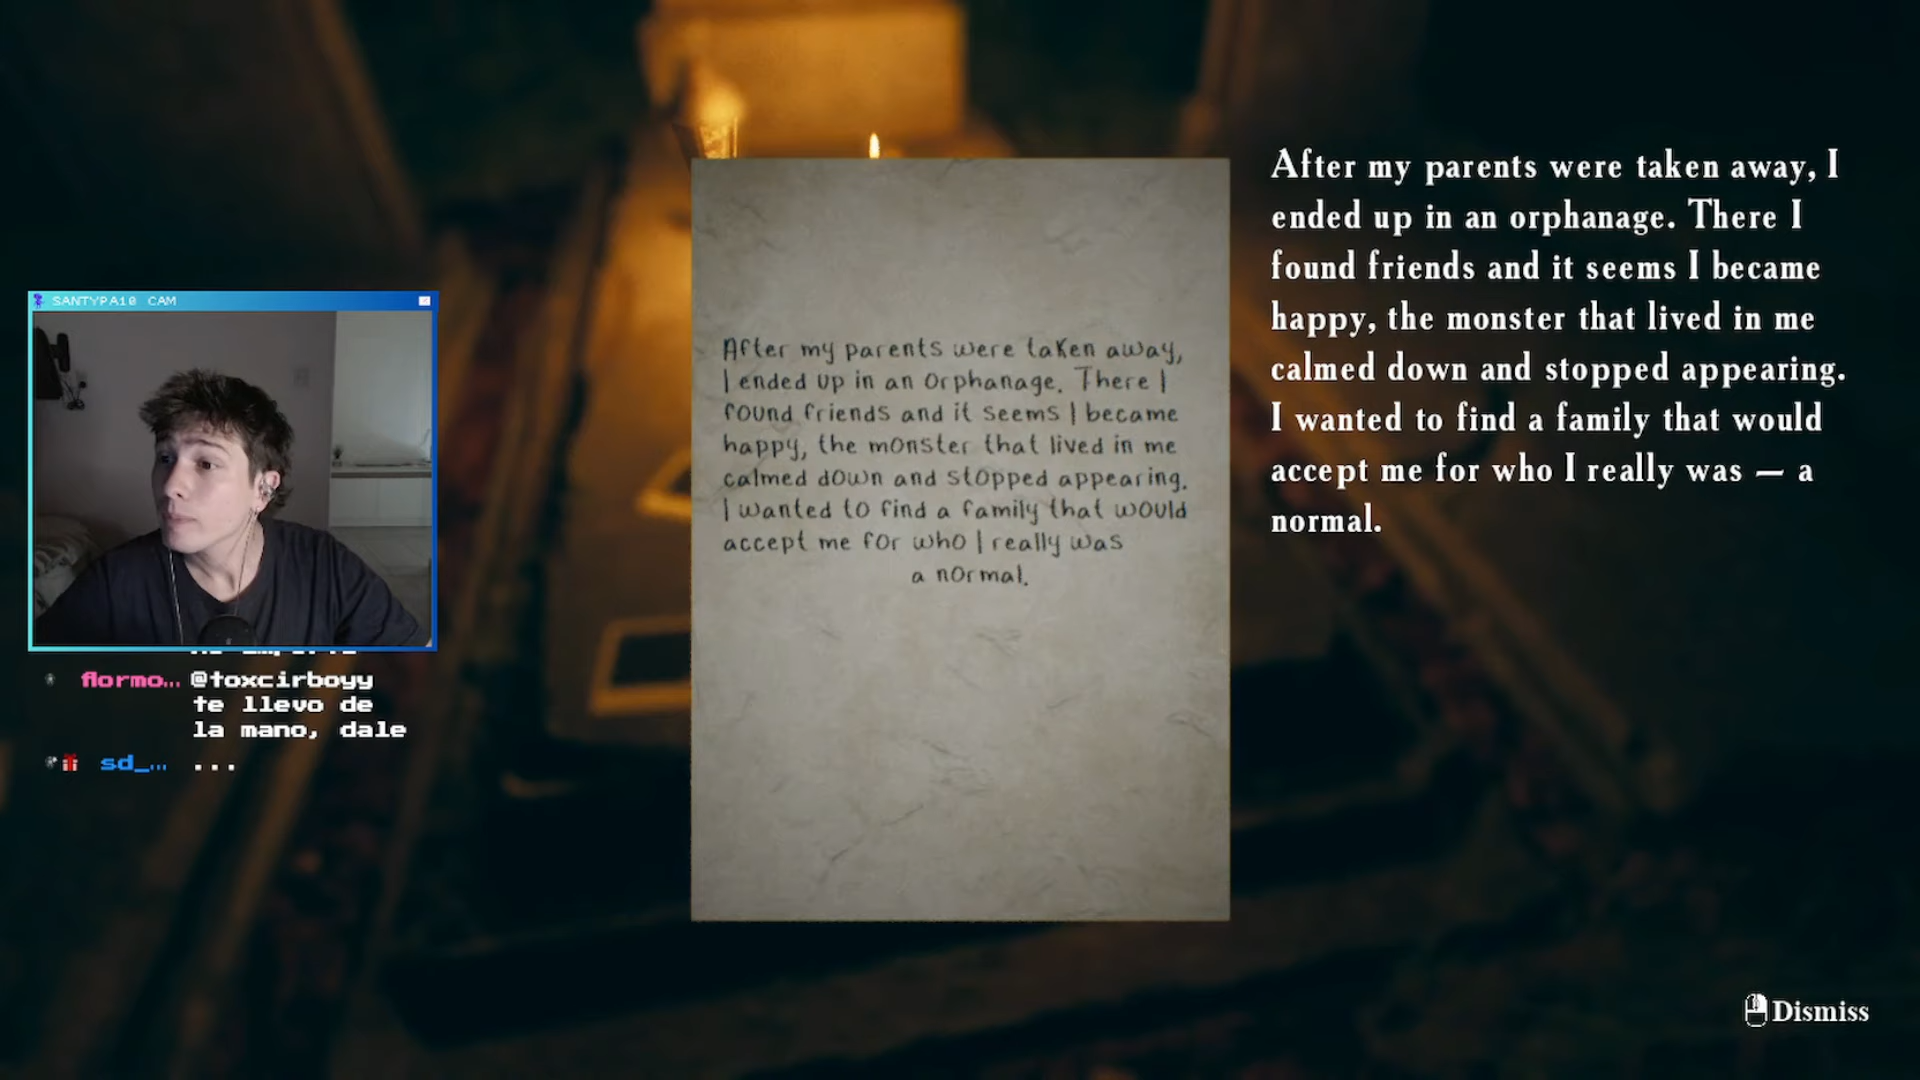 SANTYPA10 CAM
flormo... @toxcirboyy
te llevo de
la mano, dale
sd_... ...
After my parents were taken away,
I ended up in an orphanage. There I
found friends and it seems I became
happy, the monster that lived in me
calmed down and stopped appearing.
I wanted to find a family that would
accept me for who I really was
a normal.
After my parents were taken away, I
ended up in an orphanage. There I
found friends and it seems I became
happy, the monster that lived in me
calmed down and stopped appearing.
I wanted to find a family that would
accept me for who I really was — a
normal.
Dismiss